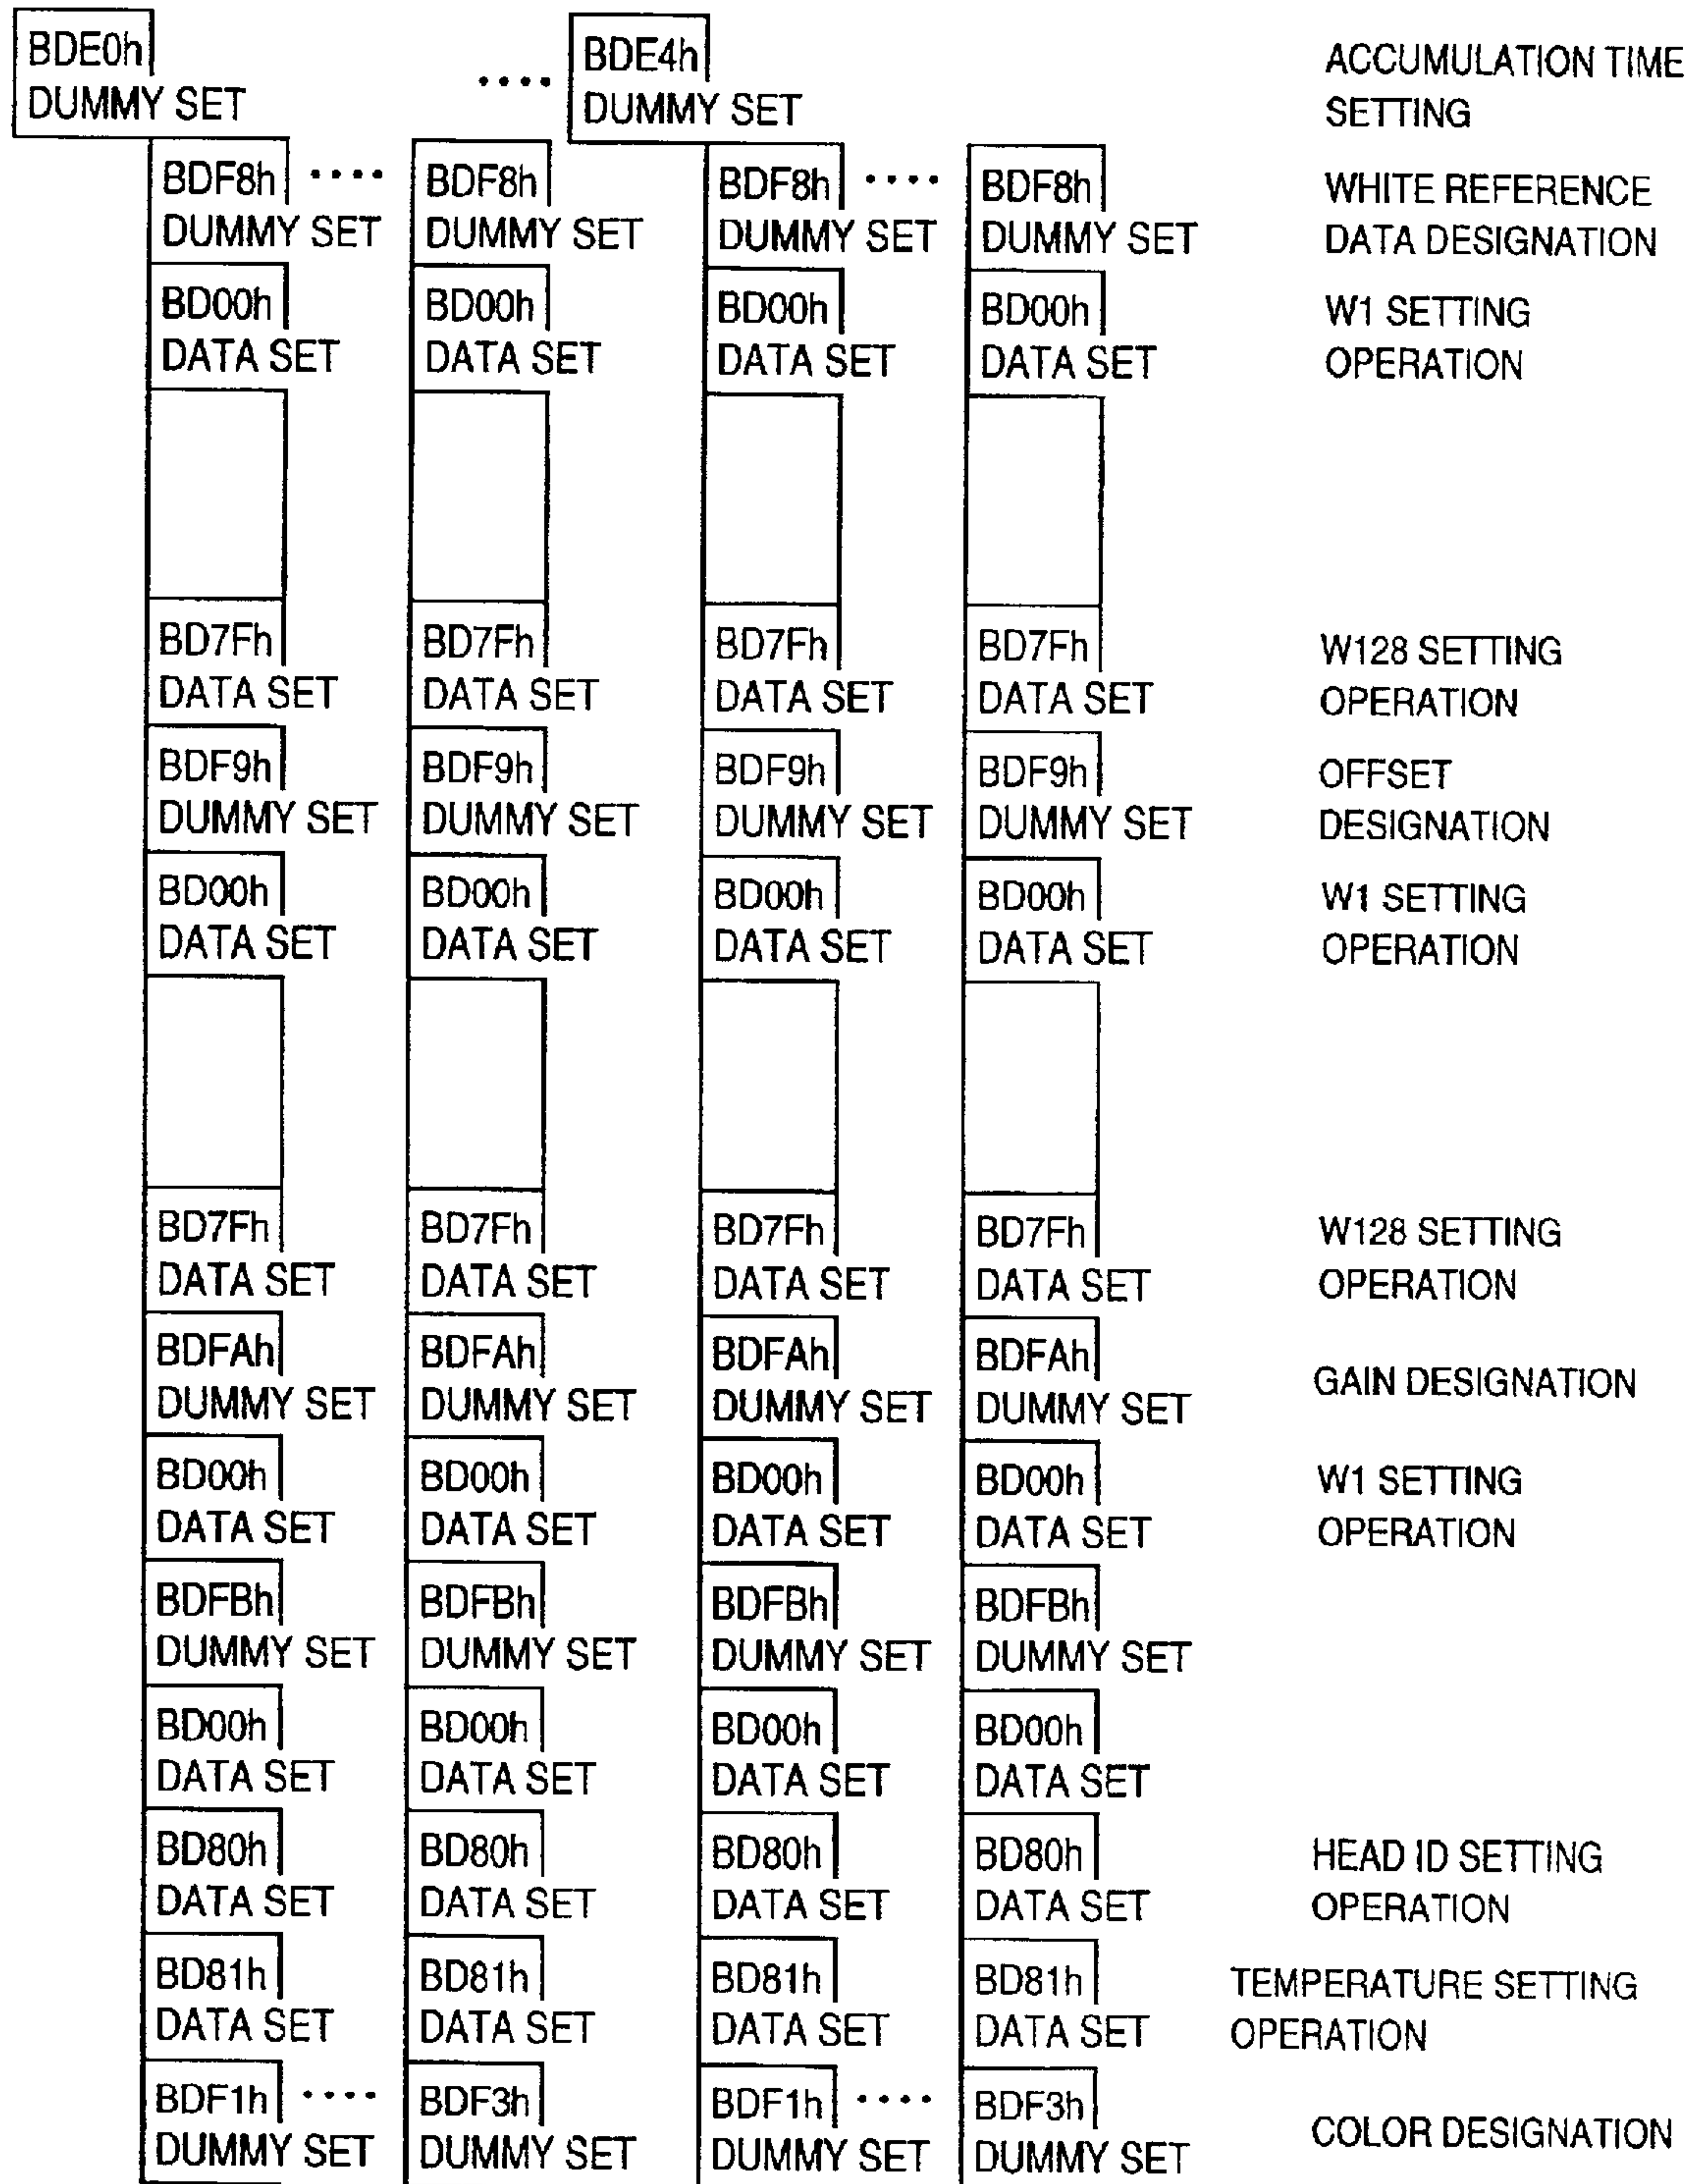 BDE0h .... BDE4h ACCUMULATION TIME
DUMMY SET DUMMY SET SETTING
BDF8h .... BDF8h BDF8h .... BDF8h WHITE REFERENCE
DUMMY SET DUMMY SET DUMMY SET DUMMY SET DATA DESIGNATION
BD00h BD00h BD00h BD00h W1 SETTING
DATA SET DATA SET DATA SET DATA SET OPERATION
BD7Fh BD7Fh BD7Fh BD7Fh W128 SETTING
DATA SET DATA SET DATA SET DATA SET OPERATION
BDF9h BDF9h BDF9h BDF9h OFFSET
DUMMY SET DUMMY SET DUMMY SET DUMMY SET DESIGNATION
BD00h BD00h BD00h BD00h W1 SETTING
DATA SET DATA SET DATA SET DATA SET OPERATION
BD7Fh BD7Fh BD7Fh BD7Fh W128 SETTING
DATA SET DATA SET DATA SET DATA SET OPERATION
BDFAh BDFAh BDFAh BDFAh GAIN DESIGNATION
DUMMY SET DUMMY SET DUMMY SET DUMMY SET
BD00h BD00h BD00h BD00h W1 SETTING
DATA SET DATA SET DATA SET DATA SET OPERATION
BDFBh BDFBh BDFBh BDFBh
DUMMY SET DUMMY SET DUMMY SET DUMMY SET
BD00h BD00h BD00h BD00h
DATA SET DATA SET DATA SET DATA SET
BD80h BD80h BD80h BD80h HEAD ID SETTING
DATA SET DATA SET DATA SET DATA SET OPERATION
BD81h BD81h BD81h BD81h TEMPERATURE SETTING
DATA SET DATA SET DATA SET DATA SET OPERATION
BDF1h .... BDF3h BDF1h .... BDF3h COLOR DESIGNATION
DUMMY SET DUMMY SET DUMMY SET DUMMY SET